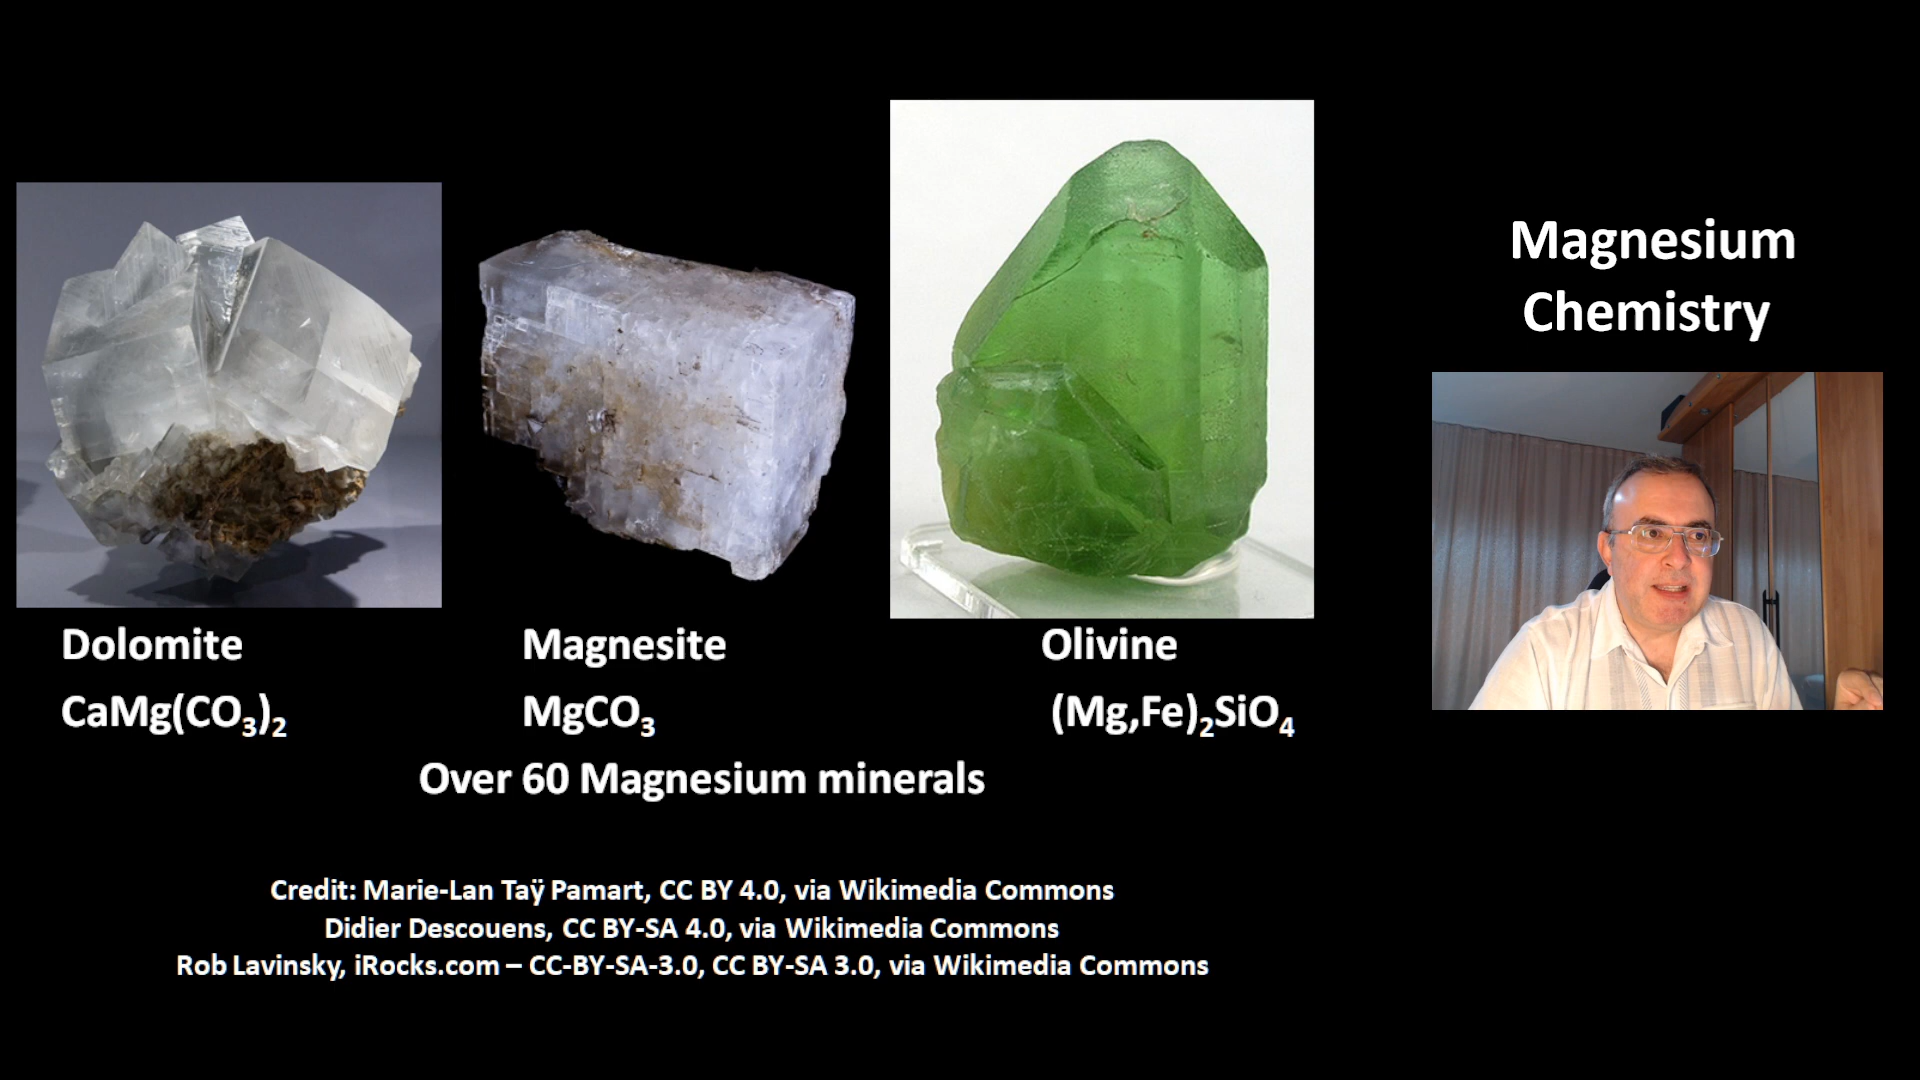 Magnesium
Chemistry
Dolomite
CaMg(CO₃)₂
Magnesite
MgCO₃
Olivine
(Mg,Fe)₂SiO₄
Over 60 Magnesium minerals
Credit: Marie-Lan Taÿ Pamart, CC BY 4.0, via Wikimedia Commons
Didier Descouens, CC BY-SA 4.0, via Wikimedia Commons
Rob Lavinsky, iRocks.com – CC-BY-SA-3.0, CC BY-SA 3.0, via Wikimedia Commons